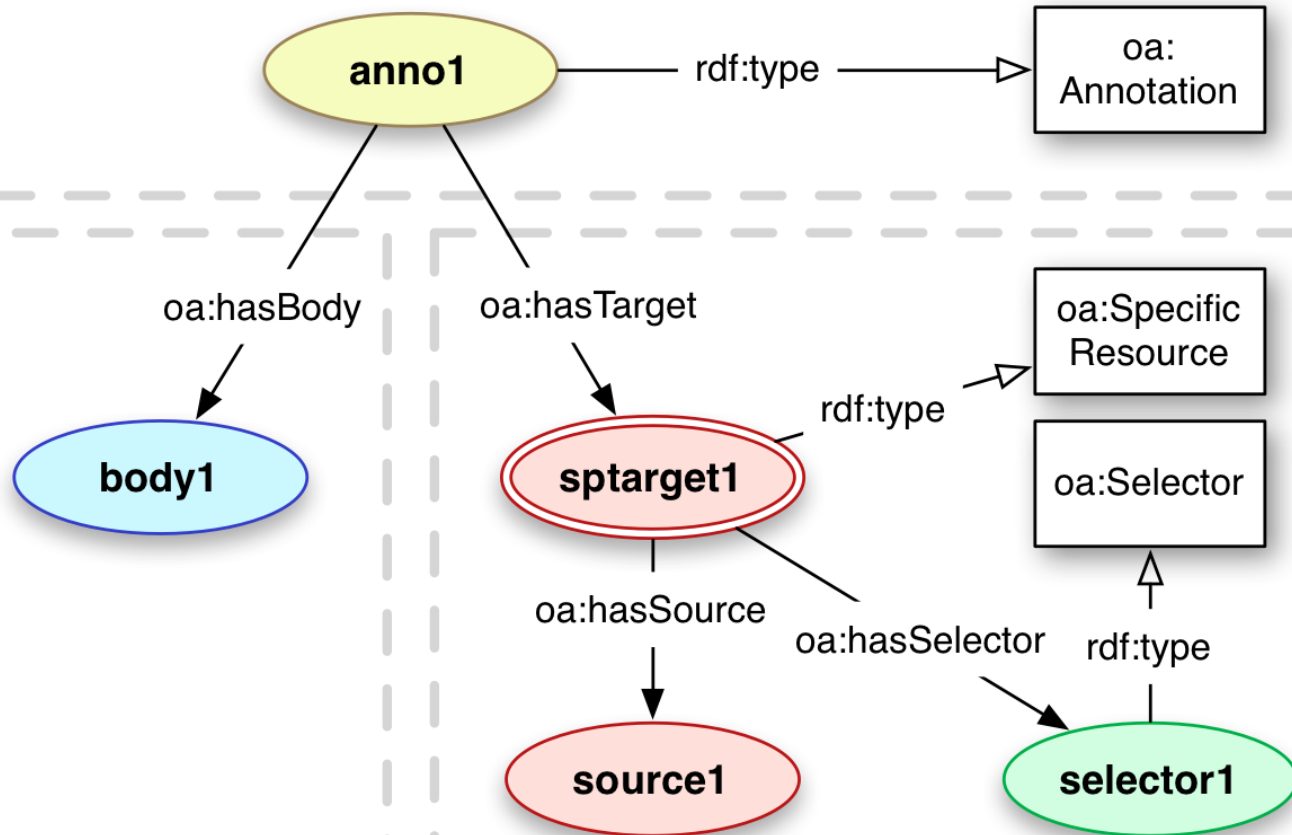 anno1
rdf:type
oa:
Annotation
oa:hasBody
oa:hasTarget
oa:Specific
Resource
rdf:type
body1
sptarget1
oa:Selector
oa:hasSource
oa:hasSelector
rdf:type
source1
selector1